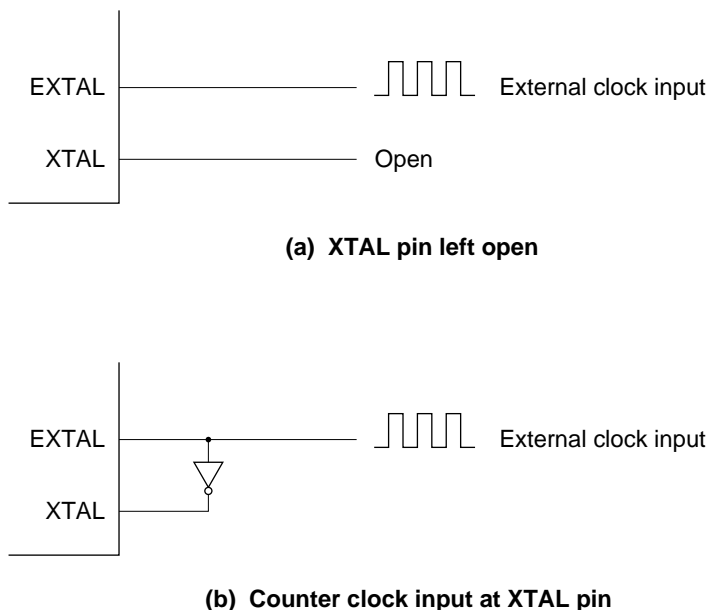 EXTAL External clock input
XTAL Open
(a) XTAL pin left open
EXTAL External clock input
XTAL
(b) Counter clock input at XTAL pin